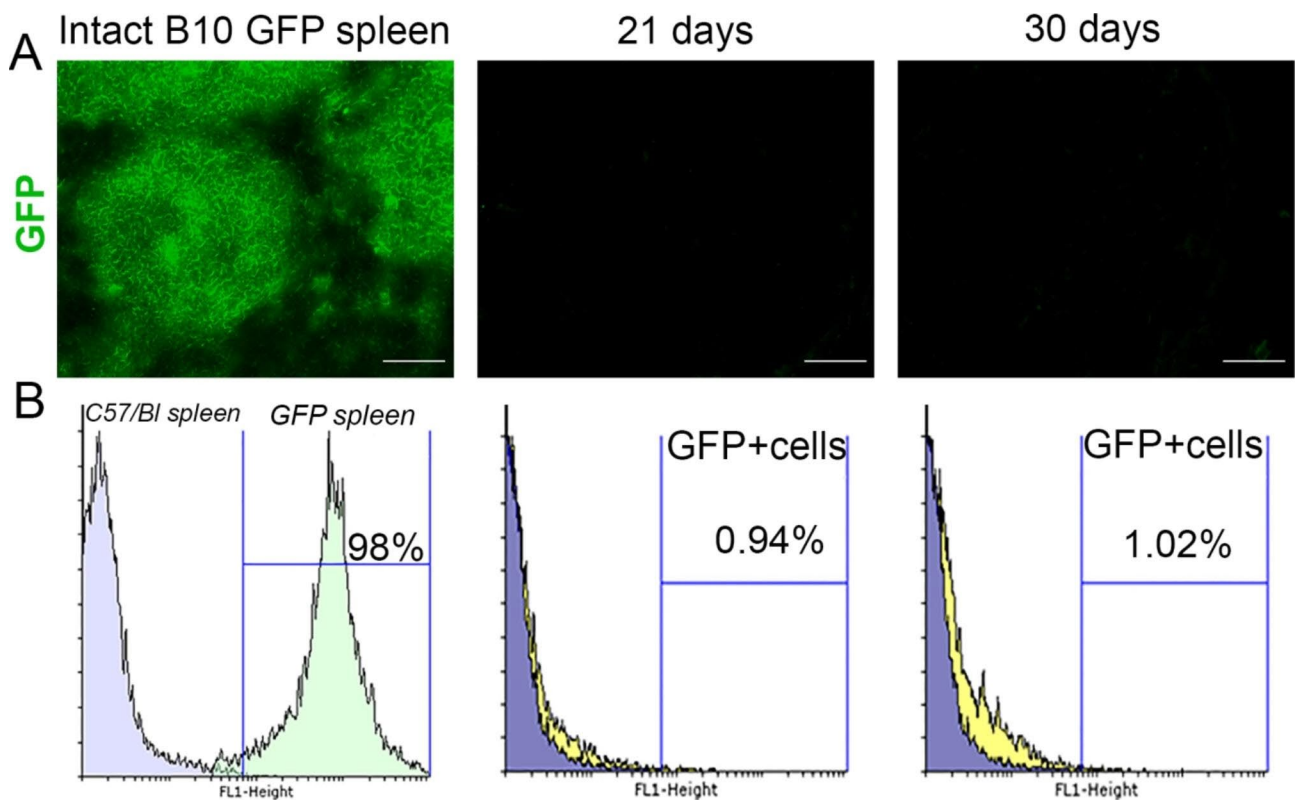 A
Intact B10 GFP spleen
21 days
30 days
GFP
B
C57/Bl spleen
GFP spleen
98%
FL1-Height
GFP+cells
0.94%
FL1-Height
GFP+cells
1.02%
FL1-Height